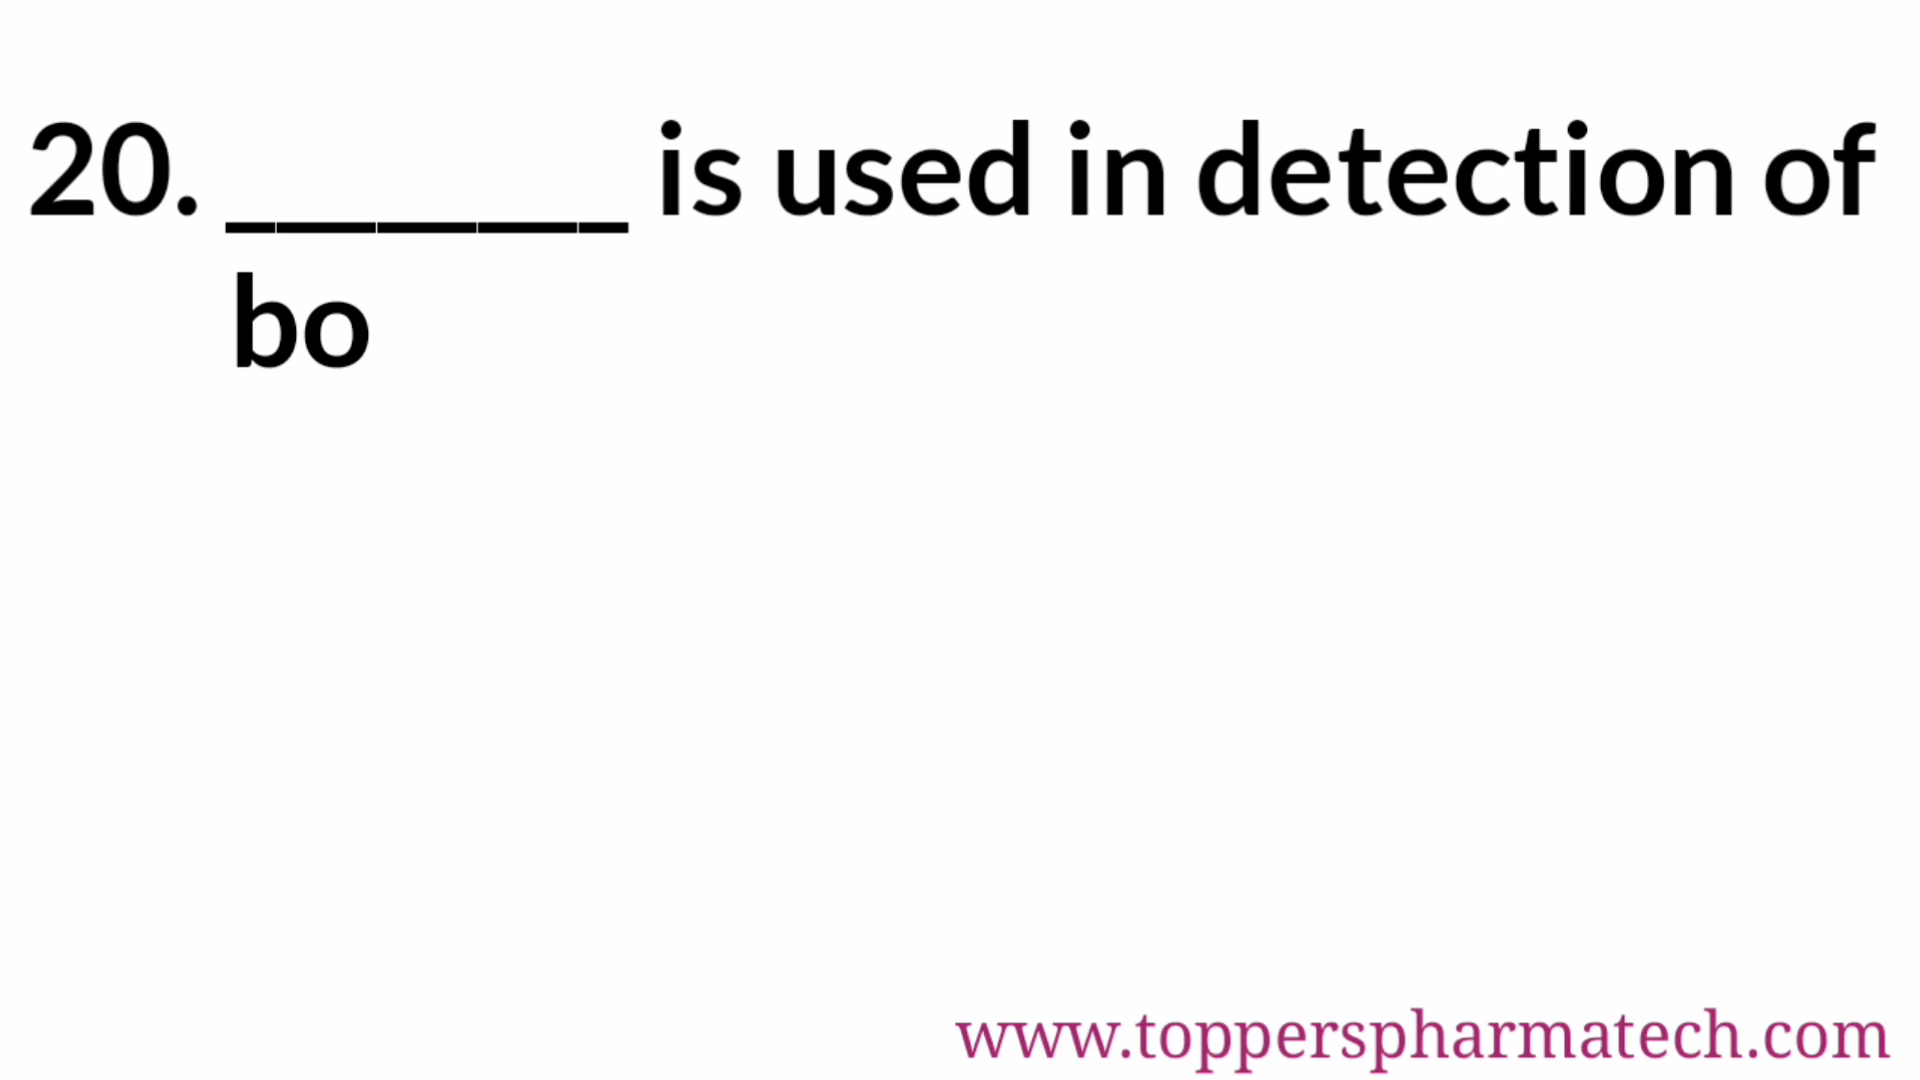 20. ________ is used in detection of
bo
www.topperspharmatech.com